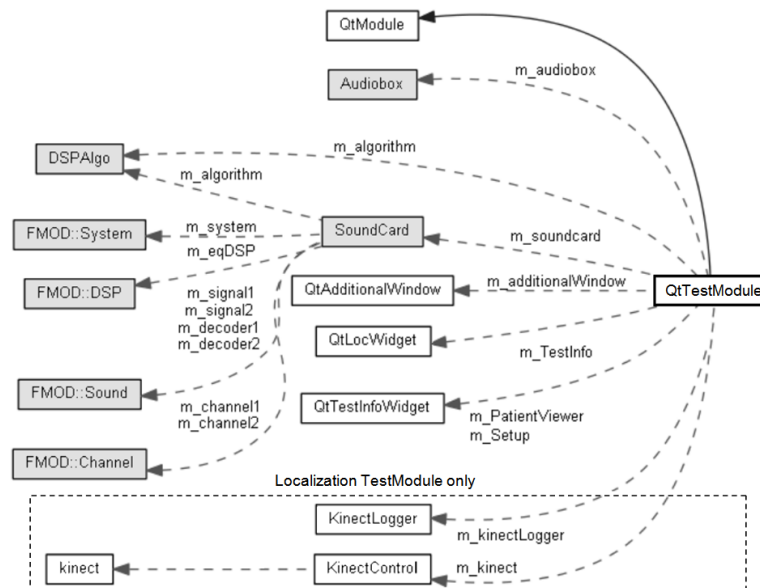 QtModule
m_audiobox
Audiobox
m_algorithm
DSPAlgo
m_algorithm
m_system
SoundCard
FMOD::System
m_soundcard
m_eqDSP
m_additionalWindow
FMOD::DSP
QtAdditionalWindow
QtTestModule
m_signal1
m_signal2
m_decoder1
m_decoder2
QtLocWidget
m_TestInfo
FMOD::Sound
QtTestInfoWidget
m_channel1
m_channel2
m_PatientViewer
m_Setup
FMOD::Channel
Localization TestModule only
KinectLogger
m_kinectLogger
kinect
KinectControl
m_kinect